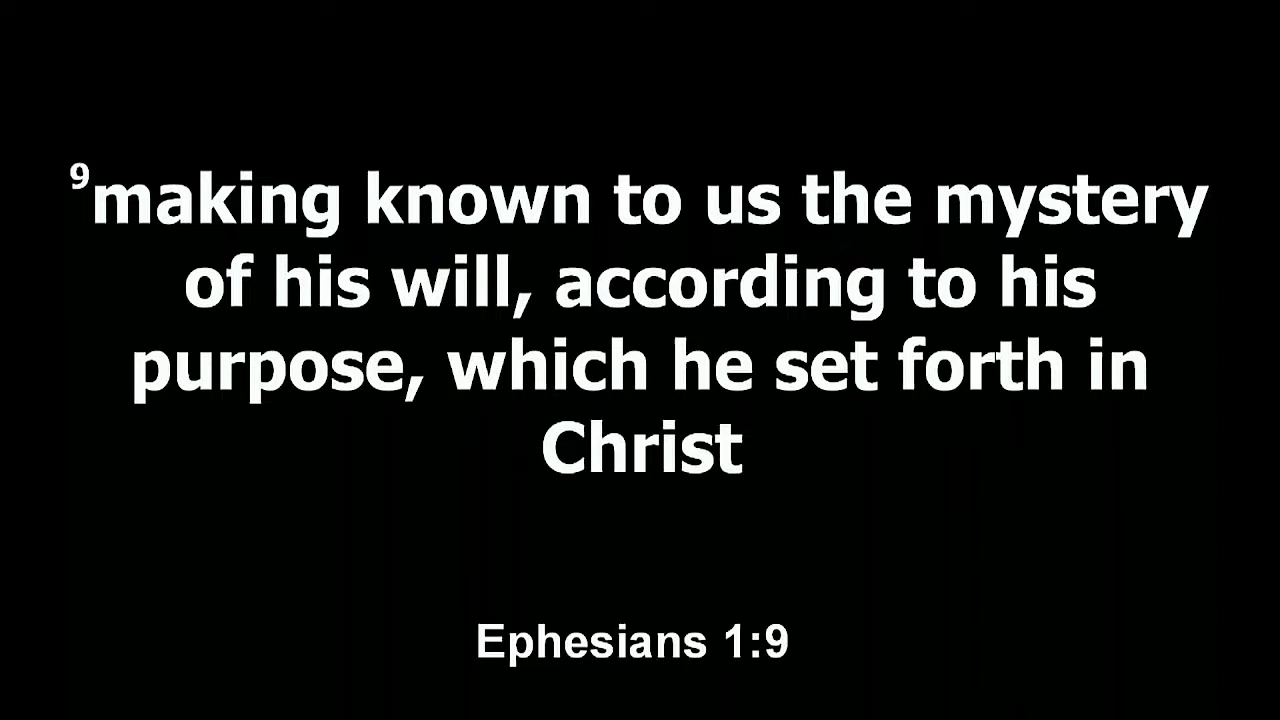 9making known to us the mystery
of his will, according to his
purpose, which he set forth in
Christ
Ephesians 1:9